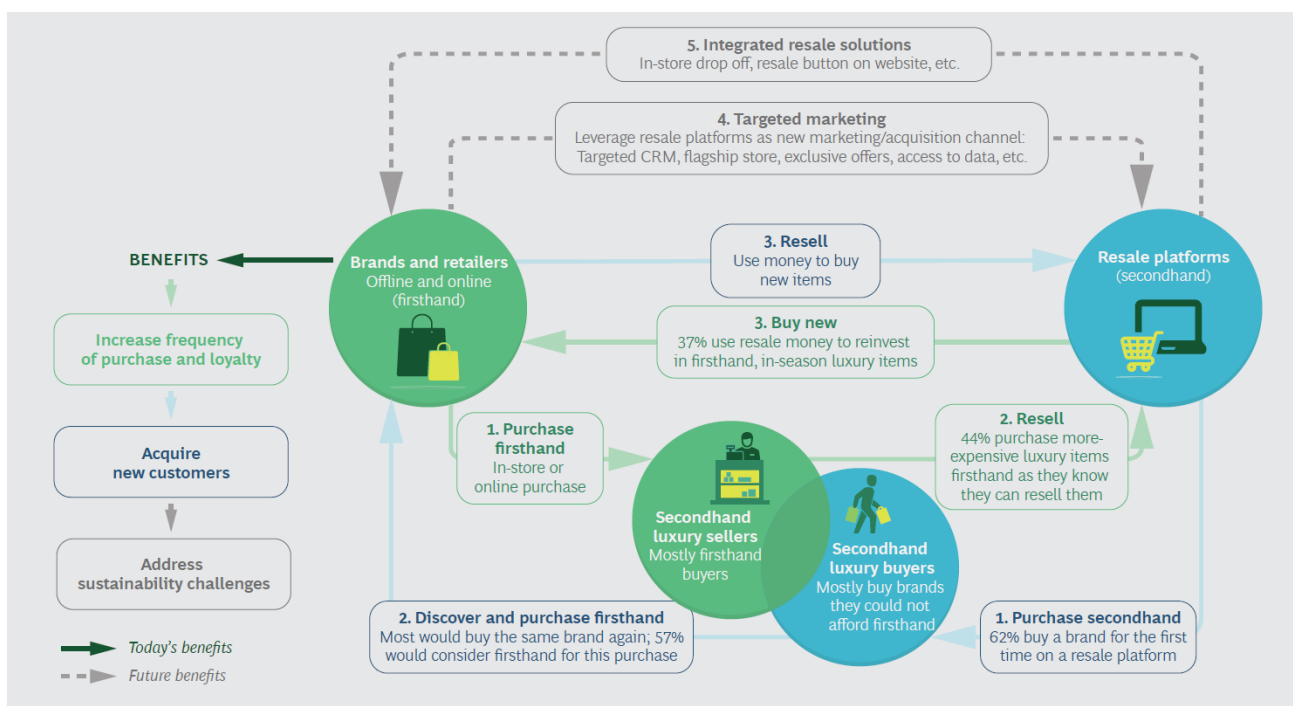 5. Integrated resale solutions
In-store drop off, resale button on website, etc.
4. Targeted marketing
Leverage resale platforms as new marketing/acquisition channel:
Targeted CRM, flagship store, exclusive offers, access to data, etc.
BENEFITS
Increase frequency
of purchase and loyalty
Acquire
new customers
Address
sustainability challenges
Today's benefits
Future benefits
Brands and retailers
Offline and online
(firsthand)
3. Resell
Use money to buy
new items
3. Buy new
37% use resale money to reinvest
in firsthand, in-season luxury items
Resale platforms
(secondhand)
1. Purchase
firsthand
In-store or
online purchase
Secondhand
luxury sellers
Mostly firsthand
buyers
Secondhand
luxury buyers
Mostly buy brands
they could not
afford firsthand
2. Resell
44% purchase more-
expensive luxury items
firsthand as they know
they can resell them
2. Discover and purchase firsthand
Most would buy the same brand again; 57%
would consider firsthand for this purchase
1. Purchase secondhand
62% buy a brand for the first
time on a resale platform